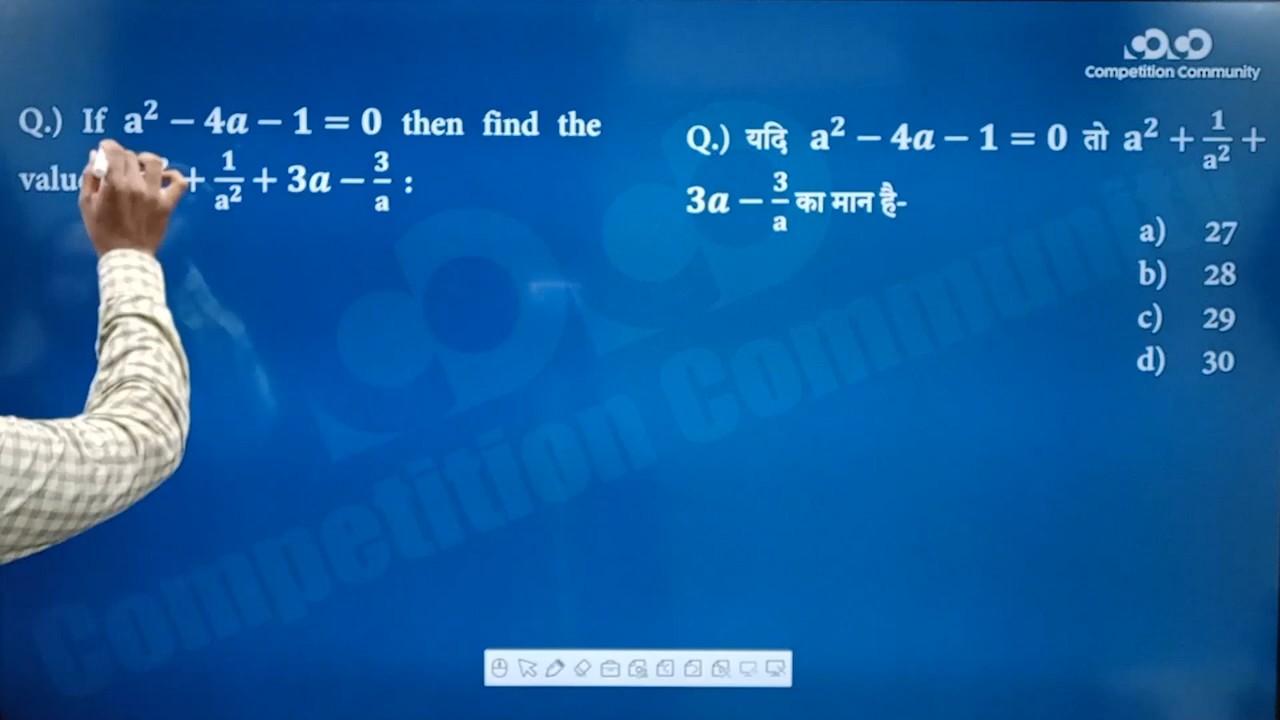 Competition Community
Q.) If a² − 4a − 1 = 0 then find the
+ 1/a² + 3a − 3/a :
Q.) यदि a² − 4a − 1 = 0 तो a² + 1/a² +
3a − 3/a का मान है-
a) 27
b) 28
c) 29
d) 30
Competition Community